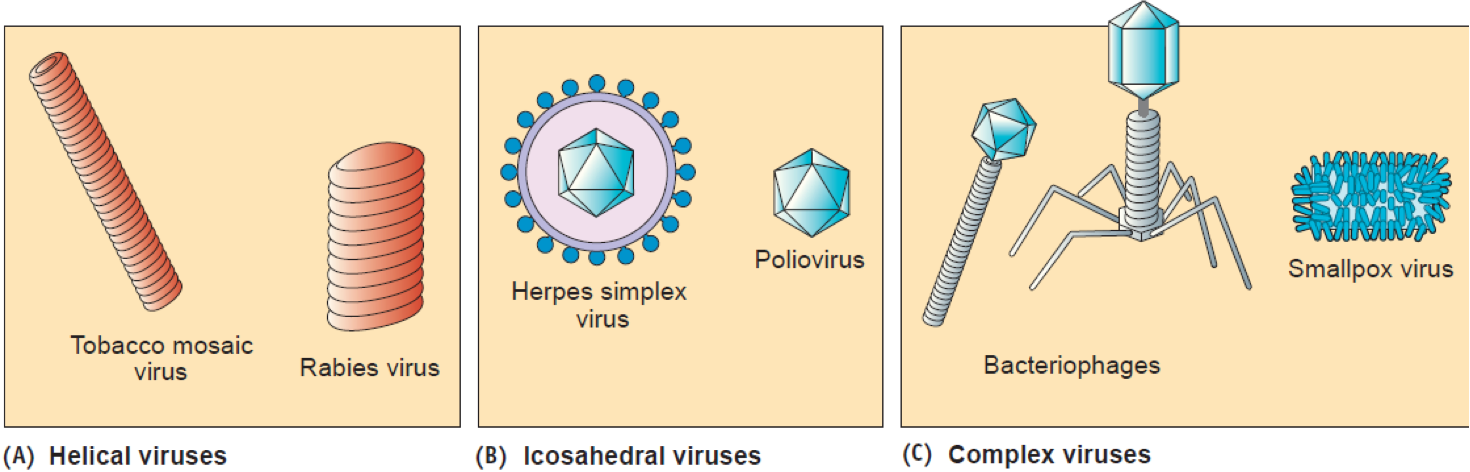 Tobacco mosaic
virus
Rabies virus
(A) Helical viruses
Herpes simplex
virus
Poliovirus
(B) Icosahedral viruses
Bacteriophages
Smallpox virus
(C) Complex viruses